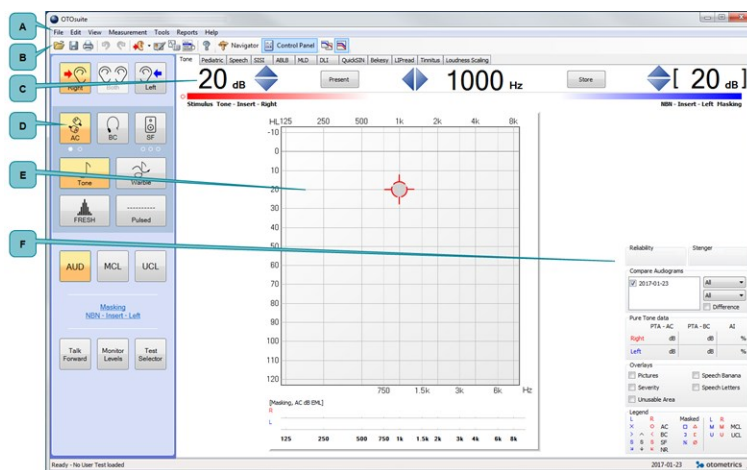 OTOsuite
A
File Edit View Measurement Tools Reports Help
B
Navigator Control Panel
Tone Pediatric Speech SISI ABLB MLD DLI QuickSIN Bekesy LIPread Tinnitus Loudness Scaling
C
20 dB Present 1000 Hz Store [ 20 dB ]
Right Both Left
Stimulus Tone - Insert - Right
NBN - Insert - Left Masking
D
AC BC SF
HL 125 250 500 1k 2k 4k 8k
-10
0
10
20
30
40
50
60
70
80
90
100
110
120
750 1.5k 3k 6k Hz
E
Tone Warble
FRESH Pulsed
F
AUD MCL UCL
Masking
NBN - Insert - Left
Talk Forward
Monitor Levels
Test Selector
[Masking, AC dB EML]
R
L
125 250 500 750 1k 1.5k 2k 3k 4k 6k 8k
Reliability Stenger
Compare Audiograms
2017-01-23 All
All
Difference
Pure Tone data
PTA - AC PTA - BC AI
Right dB dB %
Left dB dB %
Overlays
Pictures Speech Banana
Severity Speech Letters
Unusable Area
Legend
L R Masked L R
AC MCL
BC UCL
SF
NR
Ready - No User Test loaded
2017-01-23 otometrics